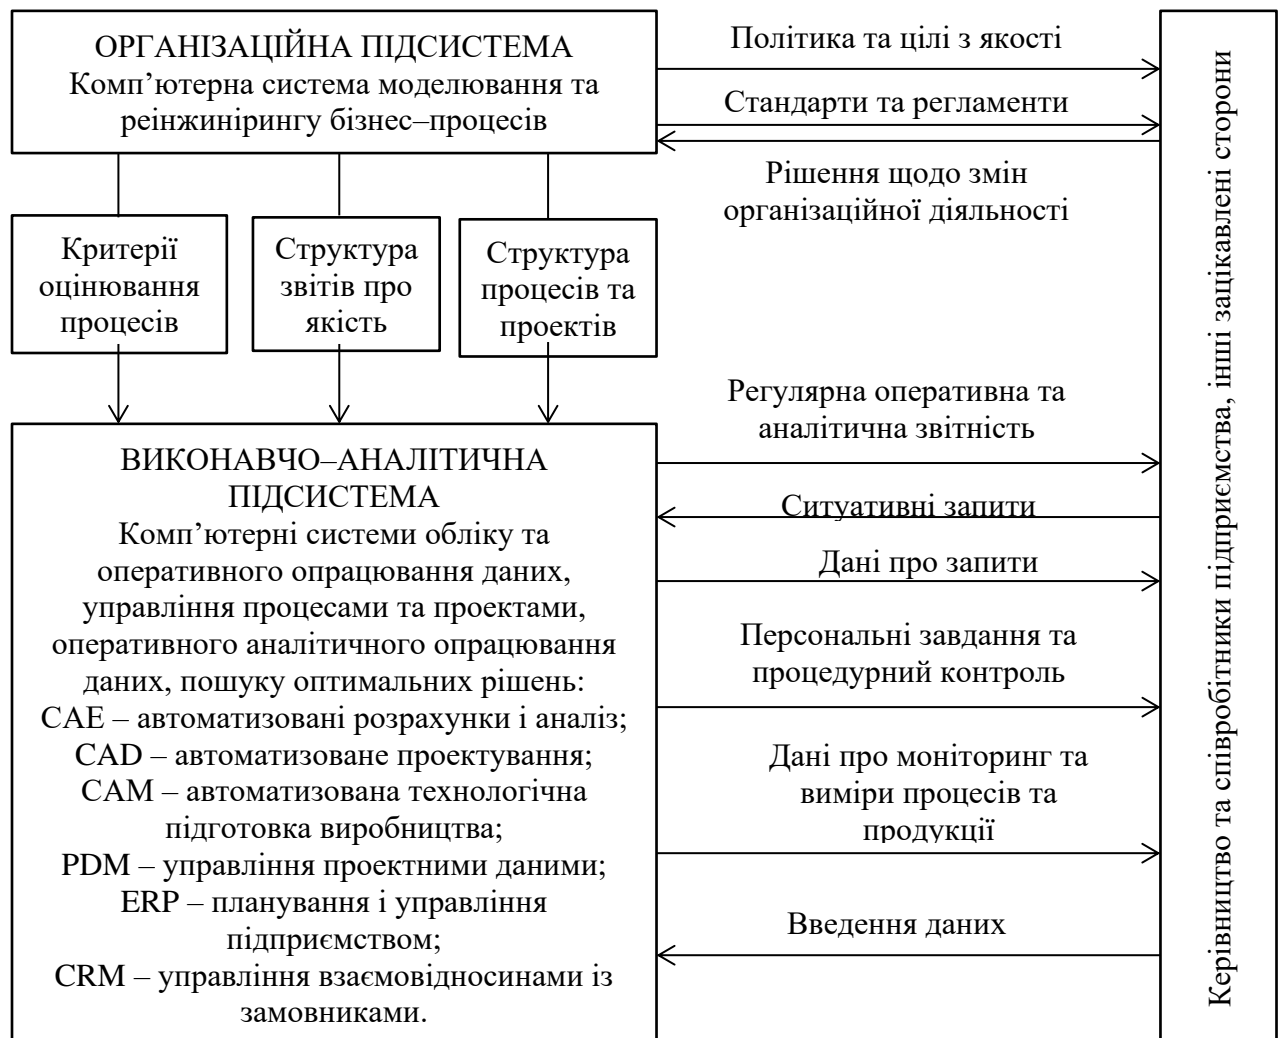 ОРГАНІЗАЦІЙНА ПІДСИСТЕМА
Комп’ютерна система моделювання та
реінжинірингу бізнес–процесів
Політика та цілі з якості
Стандарти та регламенти
Рішення щодо змін
організаційної діяльності
Критерії
оцінювання
процесів
Структура
звітів про
якість
Структура
процесів та
проектів
ВИКОНАВЧО–АНАЛІТИЧНА
ПІДСИСТЕМА
Комп’ютерні системи обліку та
оперативного опрацювання даних,
управління процесами та проектами,
оперативного аналітичного опрацювання
даних, пошуку оптимальних рішень:
CAE – автоматизовані розрахунки і аналіз;
CAD – автоматизоване проектування;
CAM – автоматизована технологічна
підготовка виробництва;
PDM – управління проектними даними;
ERP – планування і управління
підприємством;
CRM – управління взаємовідносинами із
замовниками.
Регулярна оперативна та
аналітична звітність
Ситуативні запити
Дані про запити
Персональні завдання та
процедурний контроль
Дані про моніторинг та
виміри процесів та
продукції
Введення даних
Керівництво та співробітники підприємства, інші зацікавлені сторони